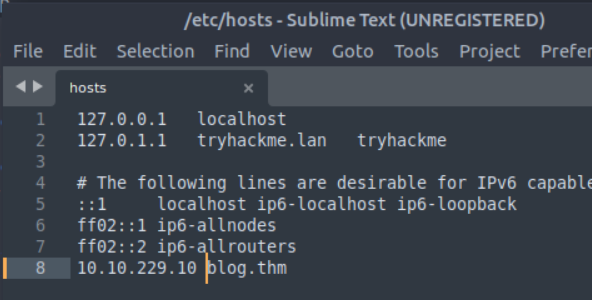 /etc/hosts - Sublime Text (UNREGISTERED)
File Edit Selection Find View Goto Tools Project Prefer
hosts
1 127.0.0.1 localhost
2 127.0.1.1 tryhackme.lan tryhackme
3
4 # The following lines are desirable for IPv6 capable
5 ::1 localhost ip6-localhost ip6-loopback
6 ff02::1 ip6-allnodes
7 ff02::2 ip6-allrouters
8 10.10.229.10 blog.thm